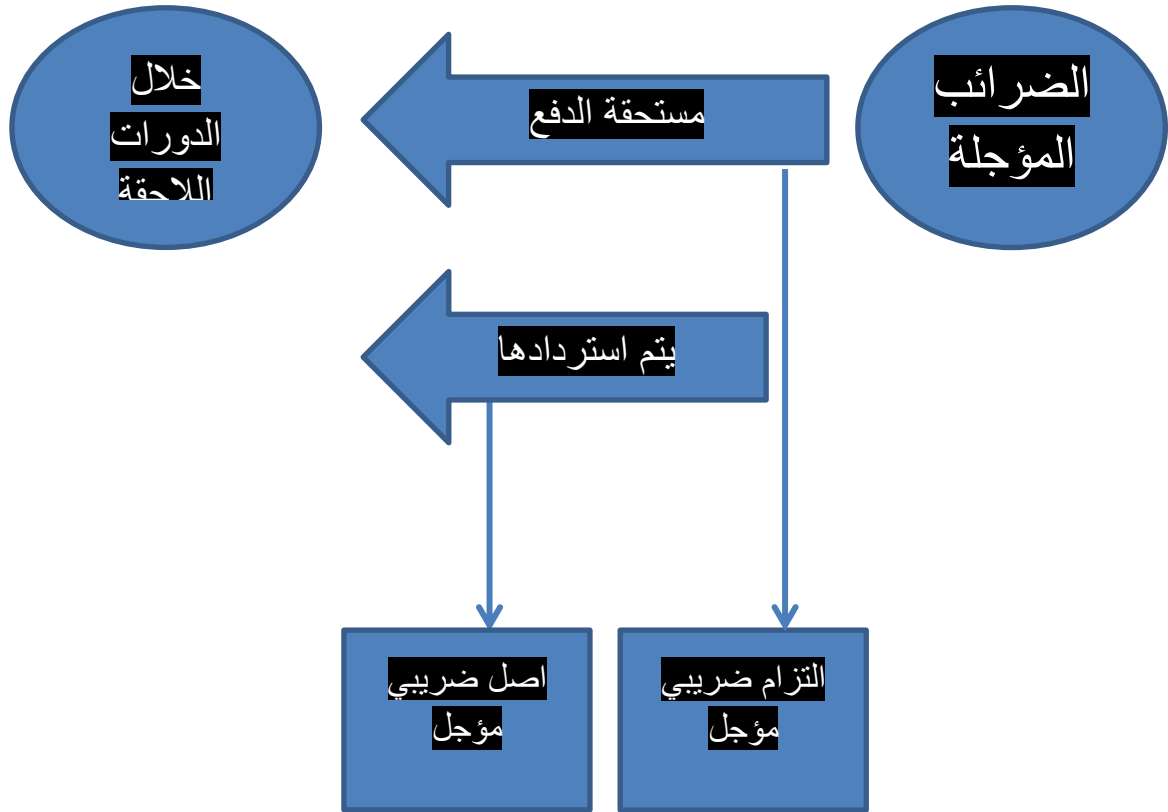 الضرائب
المؤجلة
مستحقة الدفع
خلال
الدورات
اللاحقة
يتم استردادها
التزام ضريبي
مؤجل
اصل ضريبي
مؤجل